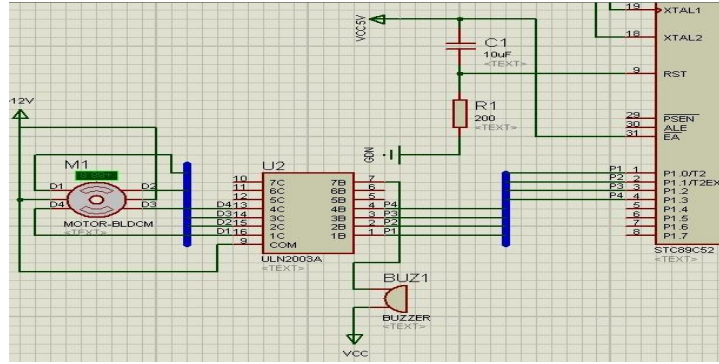 VCC5V
C1
10uF
<TEXT>
R1
200
<TEXT>
GDN
19 XTAL1
18 XTAL2
9 RST
29 PSEN
30 ALE
31 EA
P1 1 P1.0/T2
P2 2 P1.1/T2EX
P3 3 P1.2
P4 4 P1.3
5 P1.4
6 P1.5
7 P1.6
8 P1.7
STC89C52
<TEXT>
12V
M1
D1 D2
D4 D3
MOTOR-BLDCM
<TEXT>
U2
10 7C 7B 7
11 6C 6B 6
12 5C 5B 5
D4 13 4C 4B 4 P4
D3 14 3C 3B 3 P3
D2 15 2C 2B 2 P2
D1 16 1C 1B 1 P1
9 COM
ULN2003A
<TEXT>
BUZ1
BUZZER
<TEXT>
VCC